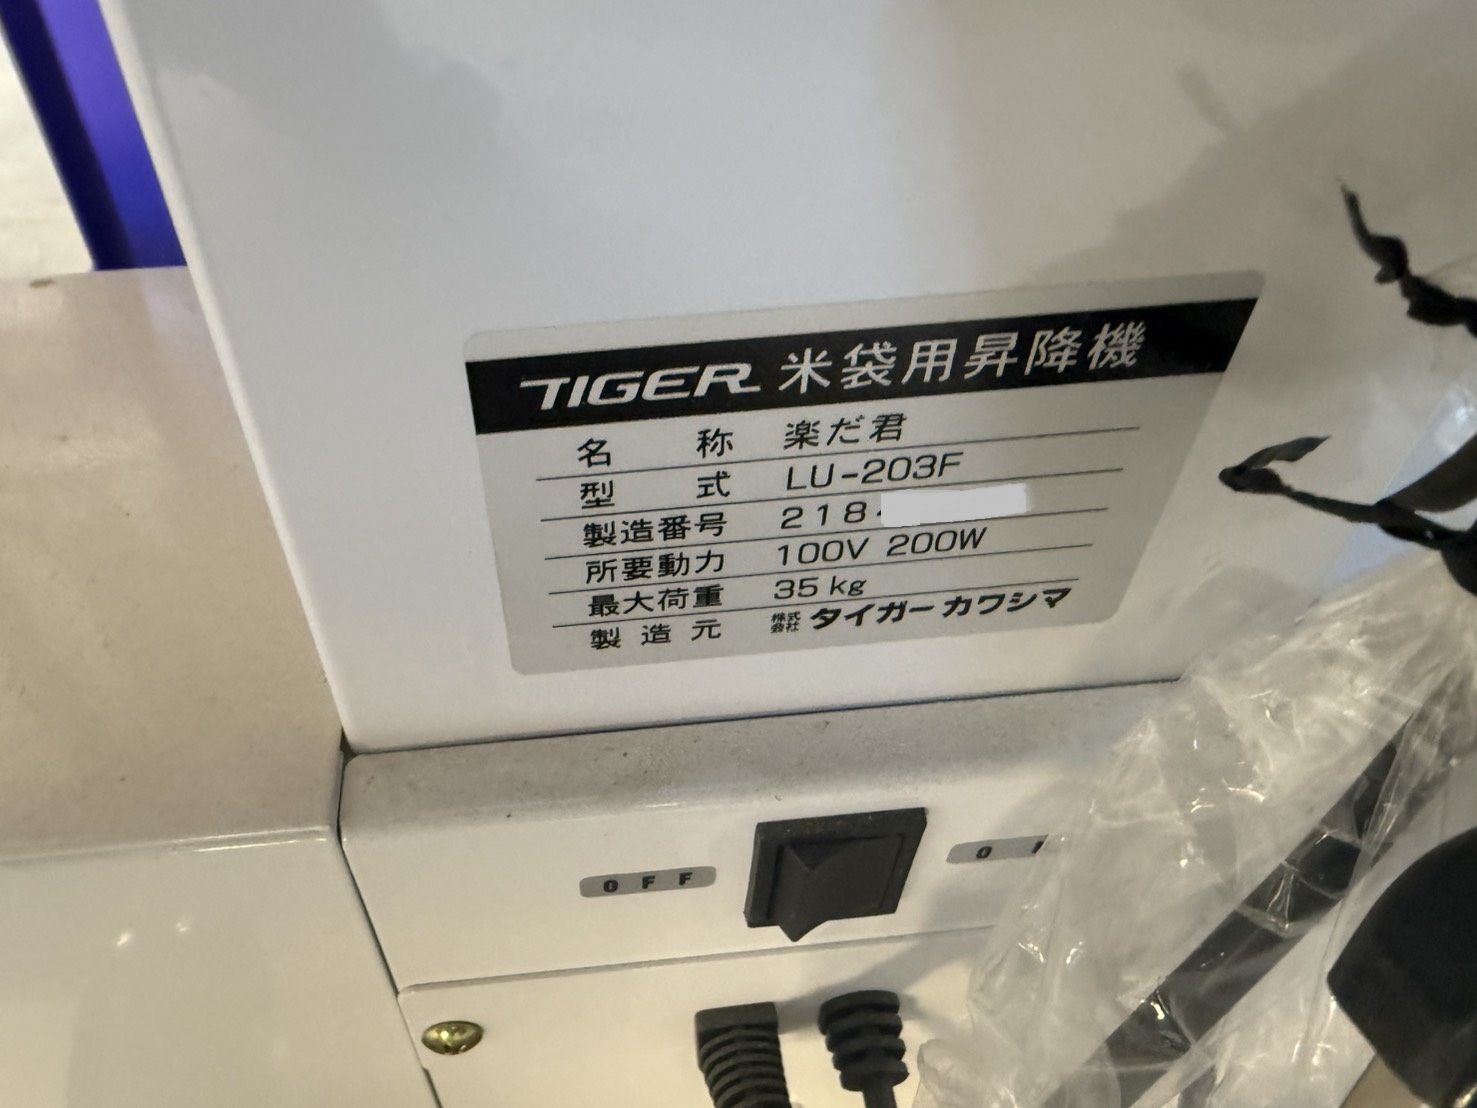 TIGER 米袋用昇降機
名称 楽だ君
型式 LU-203F
製造番号 218
所要動力 100V 200W
最大荷重 35kg
製造元 株式会社 タイガーカワシマ
OFF